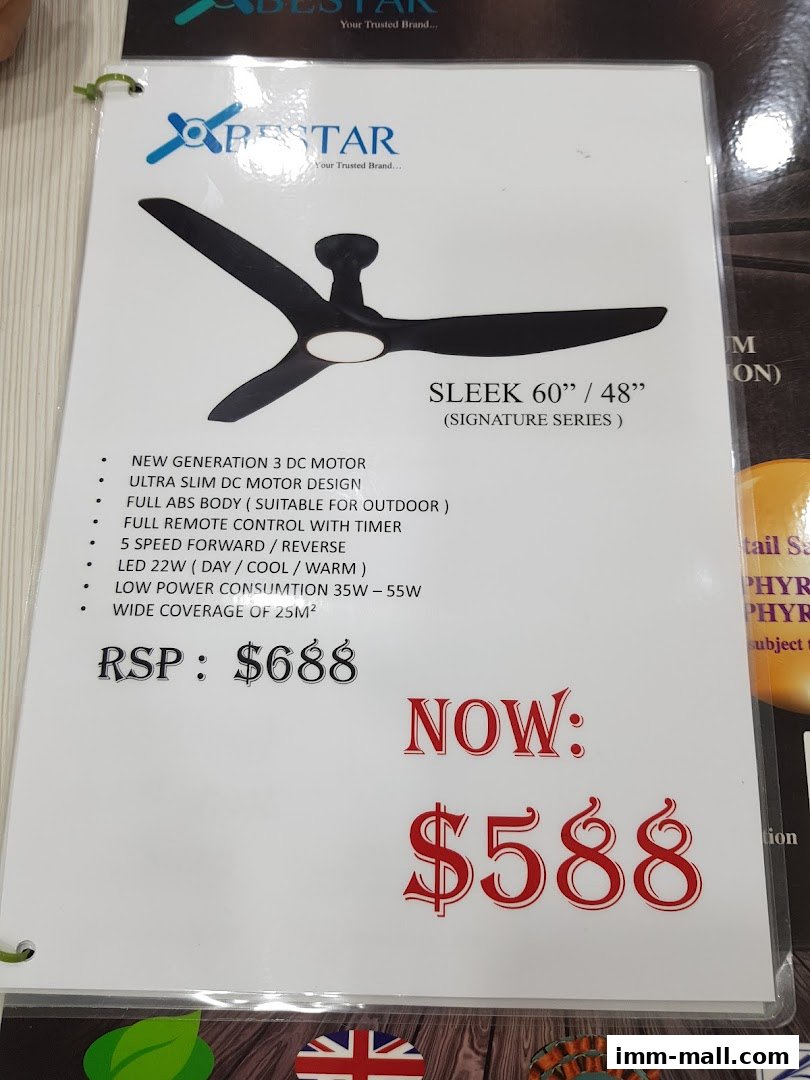 BESTAR
Your Trusted Brand...
BESTAR
Your Trusted Brand...
SLEEK 60” / 48”
(SIGNATURE SERIES )
• NEW GENERATION 3 DC MOTOR
• ULTRA SLIM DC MOTOR DESIGN
• FULL ABS BODY ( SUITABLE FOR OUTDOOR )
• FULL REMOTE CONTROL WITH TIMER
• 5 SPEED FORWARD / REVERSE
• LED 22W ( DAY / COOL / WARM )
• LOW POWER CONSUMTION 35W – 55W
• WIDE COVERAGE OF 25M²
RSP : $688
NOW:
$588
subject
imm-mall.com